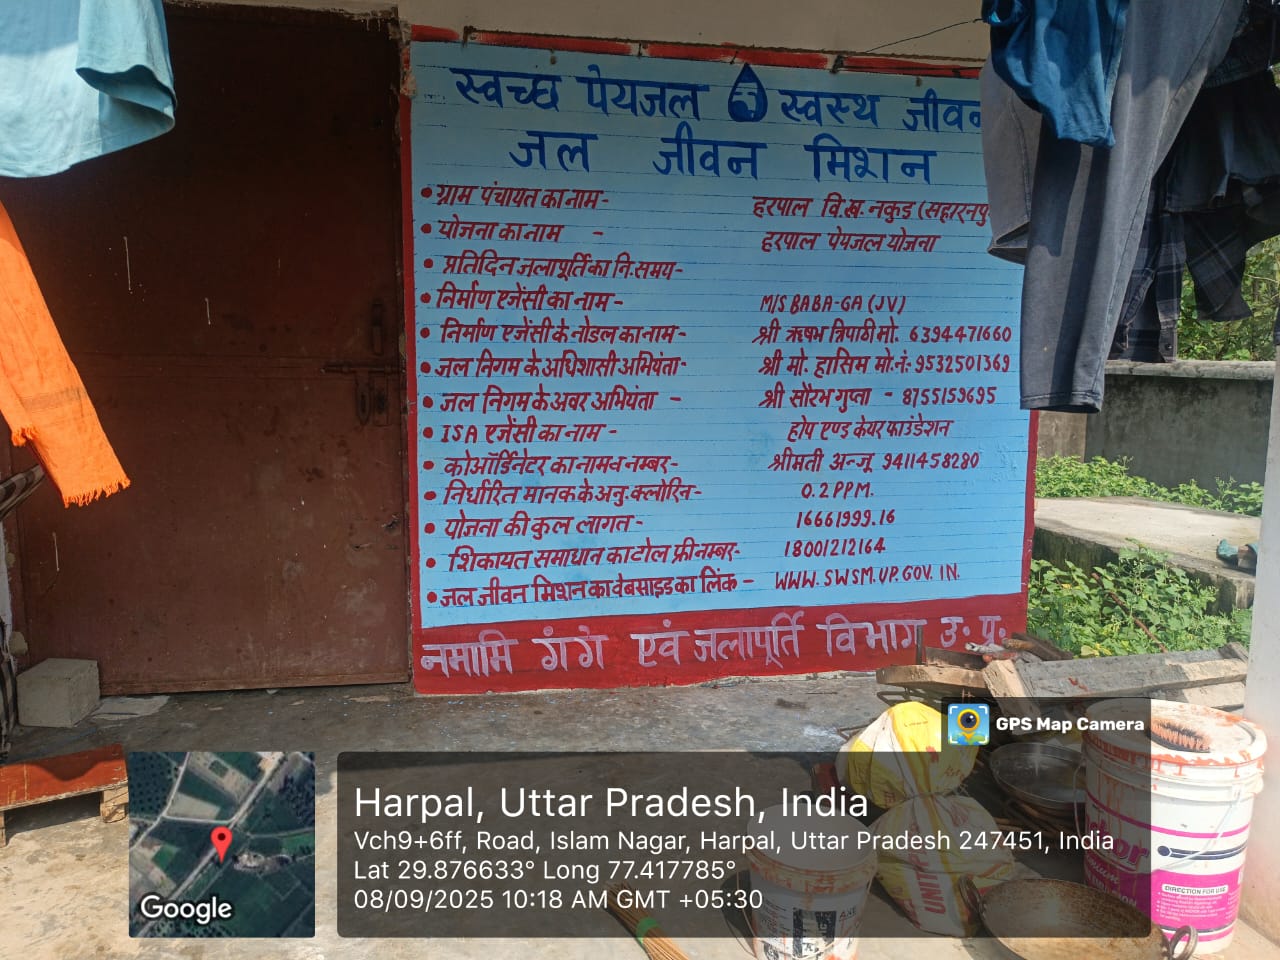 स्वच्छ पेयजल स्वस्थ जीवन
जल जीवन मिशन
• ग्राम पंचायत का नाम- हरपाल वि.ख. नकुड (सहारनपु
• योजना का नाम - हरपाल पेयजल योजना
• प्रतिदिन जलापूर्ति का नि.समय-
• निर्माण एजेंसी का नाम- M/S BABA-GA (JV)
• निर्माण एजेंसी के नोडल का नाम- श्री ऋषभ त्रिपाठी मो. 6394471660
• जल निगम के अधिशासी अभियंता- श्री मो. हासिम मो.नं:- 9532501369
• जल निगम के अवर अभियंता - श्री सौरभ गुप्ता - 8755159695
• ISA एजेंसी का नाम- होप एण्ड केयर फाउंडेशन
• कोऑर्डिनेटर का नाम व नम्बर- श्रीमती अन्जू 9411458280
• निर्धारित मानक के अनु.क्लोरिन- 0.2 PPM.
• योजना की कुल लागत- 16661999.16
• शिकायत समाधान का टोल फ्री नम्बर- 18001212164
• जल जीवन मिशन का वेबसाइड का लिंक - WWW.SWSM.UP.GOV.IN.
नमामि गंगे एवं जलापूर्ति विभाग उ. प्र.
GPS Map Camera
Harpal, Uttar Pradesh, India
Vch9+6ff, Road, Islam Nagar, Harpal, Uttar Pradesh 247451, India
Lat 29.876633° Long 77.417785°
08/09/2025 10:18 AM GMT +05:30
Google
DIRECTION FOR USE